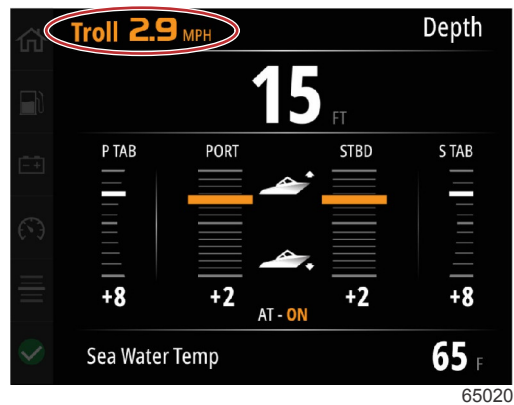 Troll 2.9 MPH Depth
15 FT
P TAB PORT STBD S TAB
+8 +2 +2 +8
AT - ON
Sea Water Temp 65 F
65020